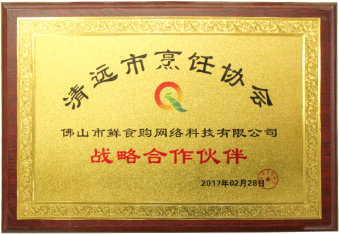 清远市烹饪协会
佛山市鲜食购网络科技有限公司
战略合作伙伴
2017年02月28日